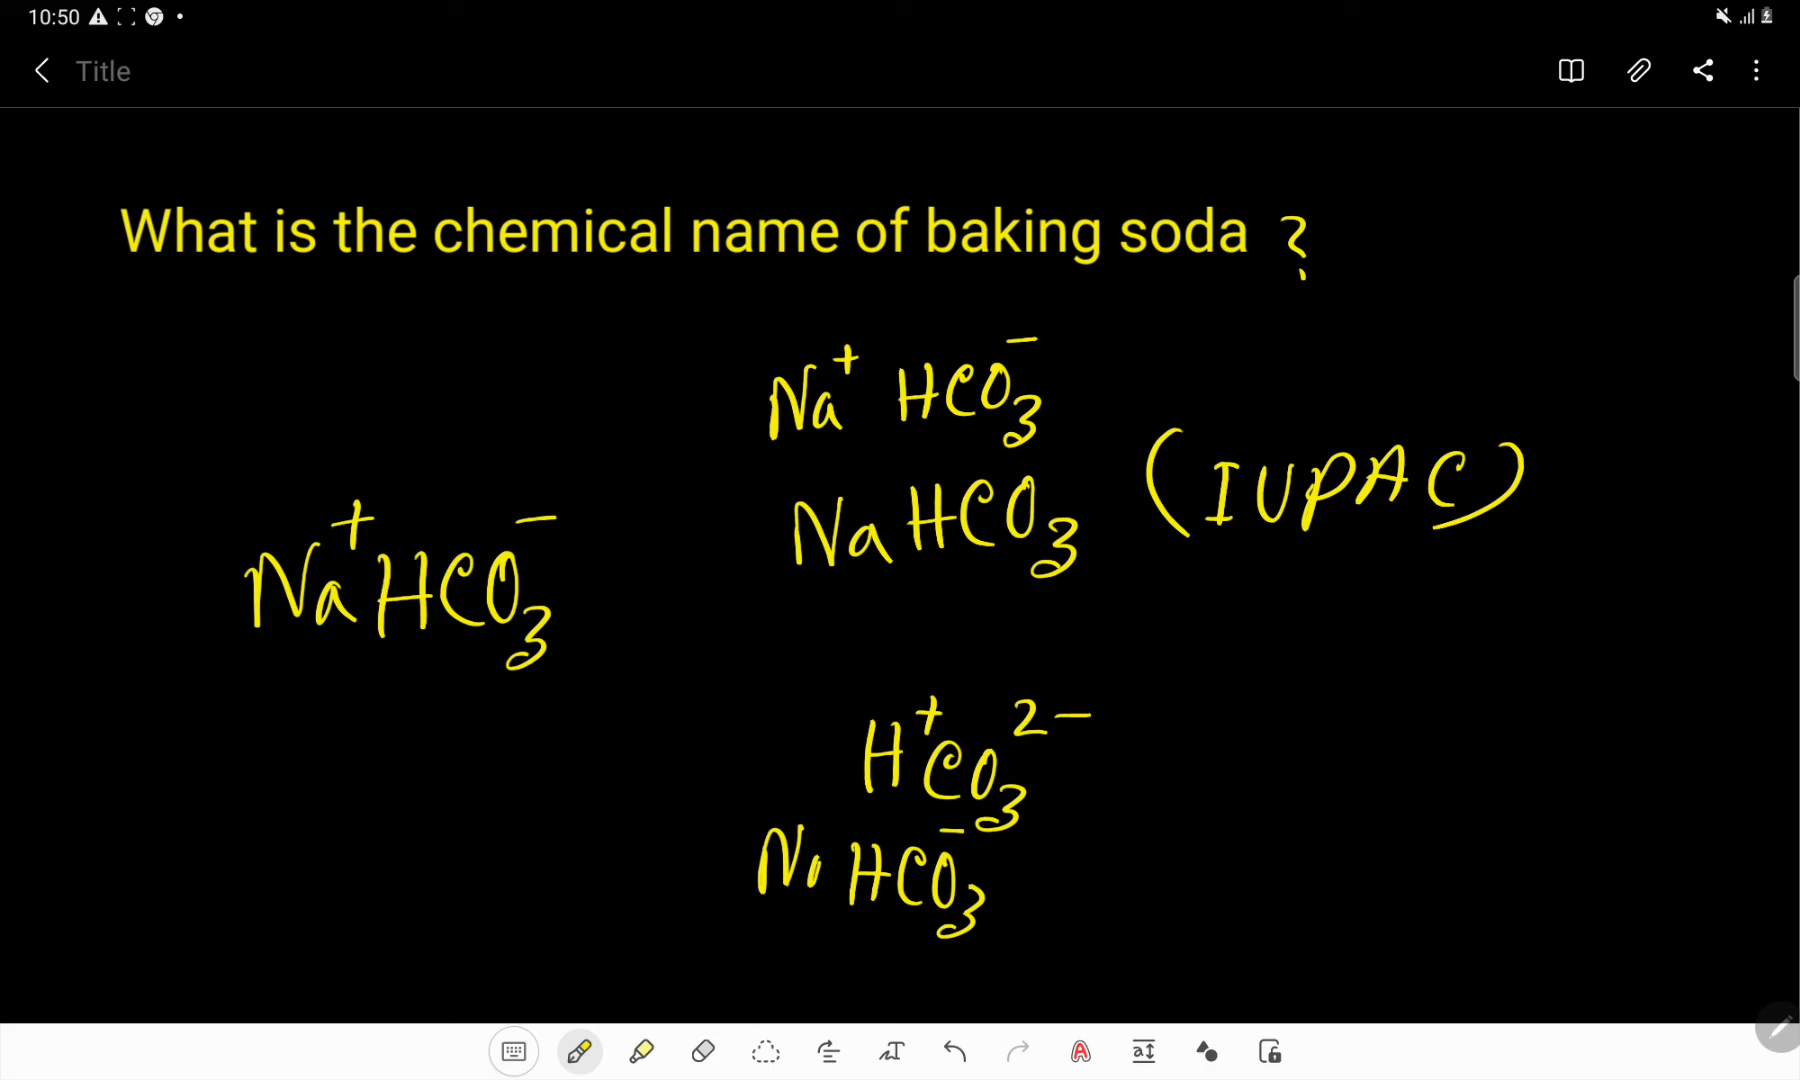 10:50
Title
What is the chemical name of baking soda ?
Na⁺ HCO₃⁻
NaHCO₃ (IUPAC)
Na⁺HCO₃⁻
H⁺CO₃²⁻
HCO₃⁻